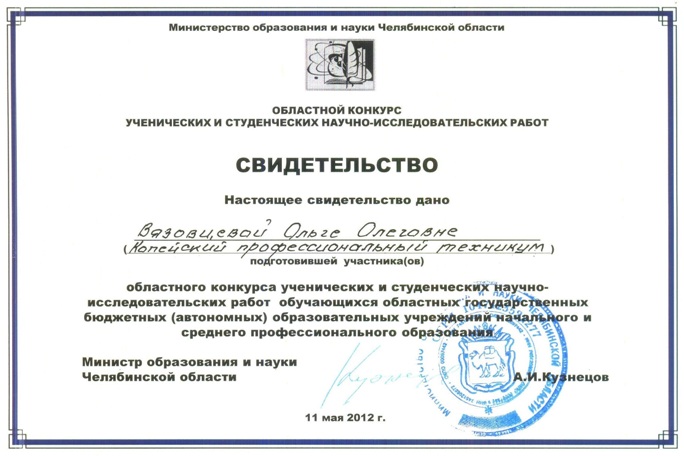 Министерство образования и науки Челябинской области
ОБЛАСТНОЙ КОНКУРС
УЧЕНИЧЕСКИХ И СТУДЕНЧЕСКИХ НАУЧНО-ИССЛЕДОВАТЕЛЬСКИХ РАБОТ
СВИДЕТЕЛЬСТВО
Настоящее свидетельство дано
Вязовцевой Ольге Олеговне
(Копейский профессиональный техникум)
подготовившей участника(ов)
областного конкурса ученических и студенческих научно-
исследовательских работ обучающихся областных государственных
бюджетных (автономных) образовательных учреждений начального и
среднего профессионального образования
Министр образования и науки
Челябинской области
А.И.Кузнецов
11 мая 2012 г.